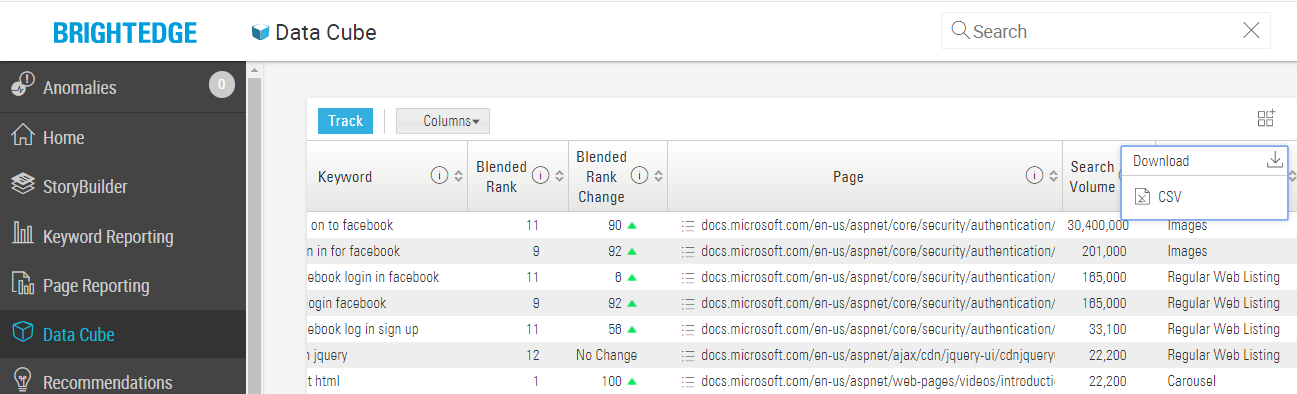 BRIGHTEDGE Data Cube Search
Anomalies 0
Home
StoryBuilder
Keyword Reporting
Page Reporting
Data Cube
Recommendations
Track Columns
Download
CSV
Keyword Blended Rank Blended Rank Change Page Search Volume
on to facebook 11 90 docs.microsoft.com/en-us/aspnet/core/security/authentication/ 30,400,000 Images
in for facebook 9 92 docs.microsoft.com/en-us/aspnet/core/security/authentication/ 201,000 Images
ebook login in facebook 11 6 docs.microsoft.com/en-us/aspnet/core/security/authentication/ 165,000 Regular Web Listing
login facebook 9 92 docs.microsoft.com/en-us/aspnet/core/security/authentication/ 165,000 Regular Web Listing
ebook log in sign up 11 56 docs.microsoft.com/en-us/aspnet/core/security/authentication/ 33,100 Regular Web Listing
jquery 12 No Change docs.microsoft.com/en-us/aspnet/ajax/cdn/jquery-ui/cdnjquery 22,200 Regular Web Listing
t html 1 100 docs.microsoft.com/en-us/aspnet/web-pages/videos/introducti 22,200 Carousel